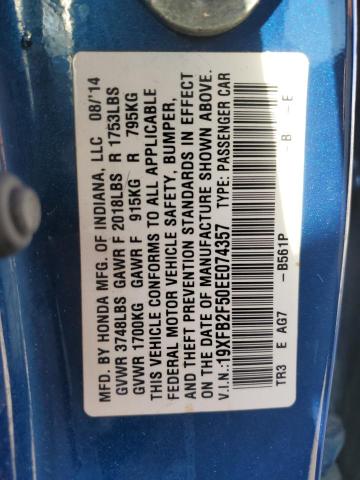 MFD. BY HONDA MFG. OF INDIANA, LLC 08/'14
GVWR 3748LBS GAWR F 2018LBS R 1753LBS
GVWR 1700KG GAWR F 915KG R 795KG
THIS VEHICLE CONFORMS TO ALL APPLICABLE
FEDERAL MOTOR VEHICLE SAFETY, BUMPER,
AND THEFT PREVENTION STANDARDS IN EFFECT
ON THE DATE OF MANUFACTURE SHOWN ABOVE.
V.I.N.:19XFB2F50EE074357 TYPE: PASSENGER CAR
TR3 E AG7 -B561P -B -E